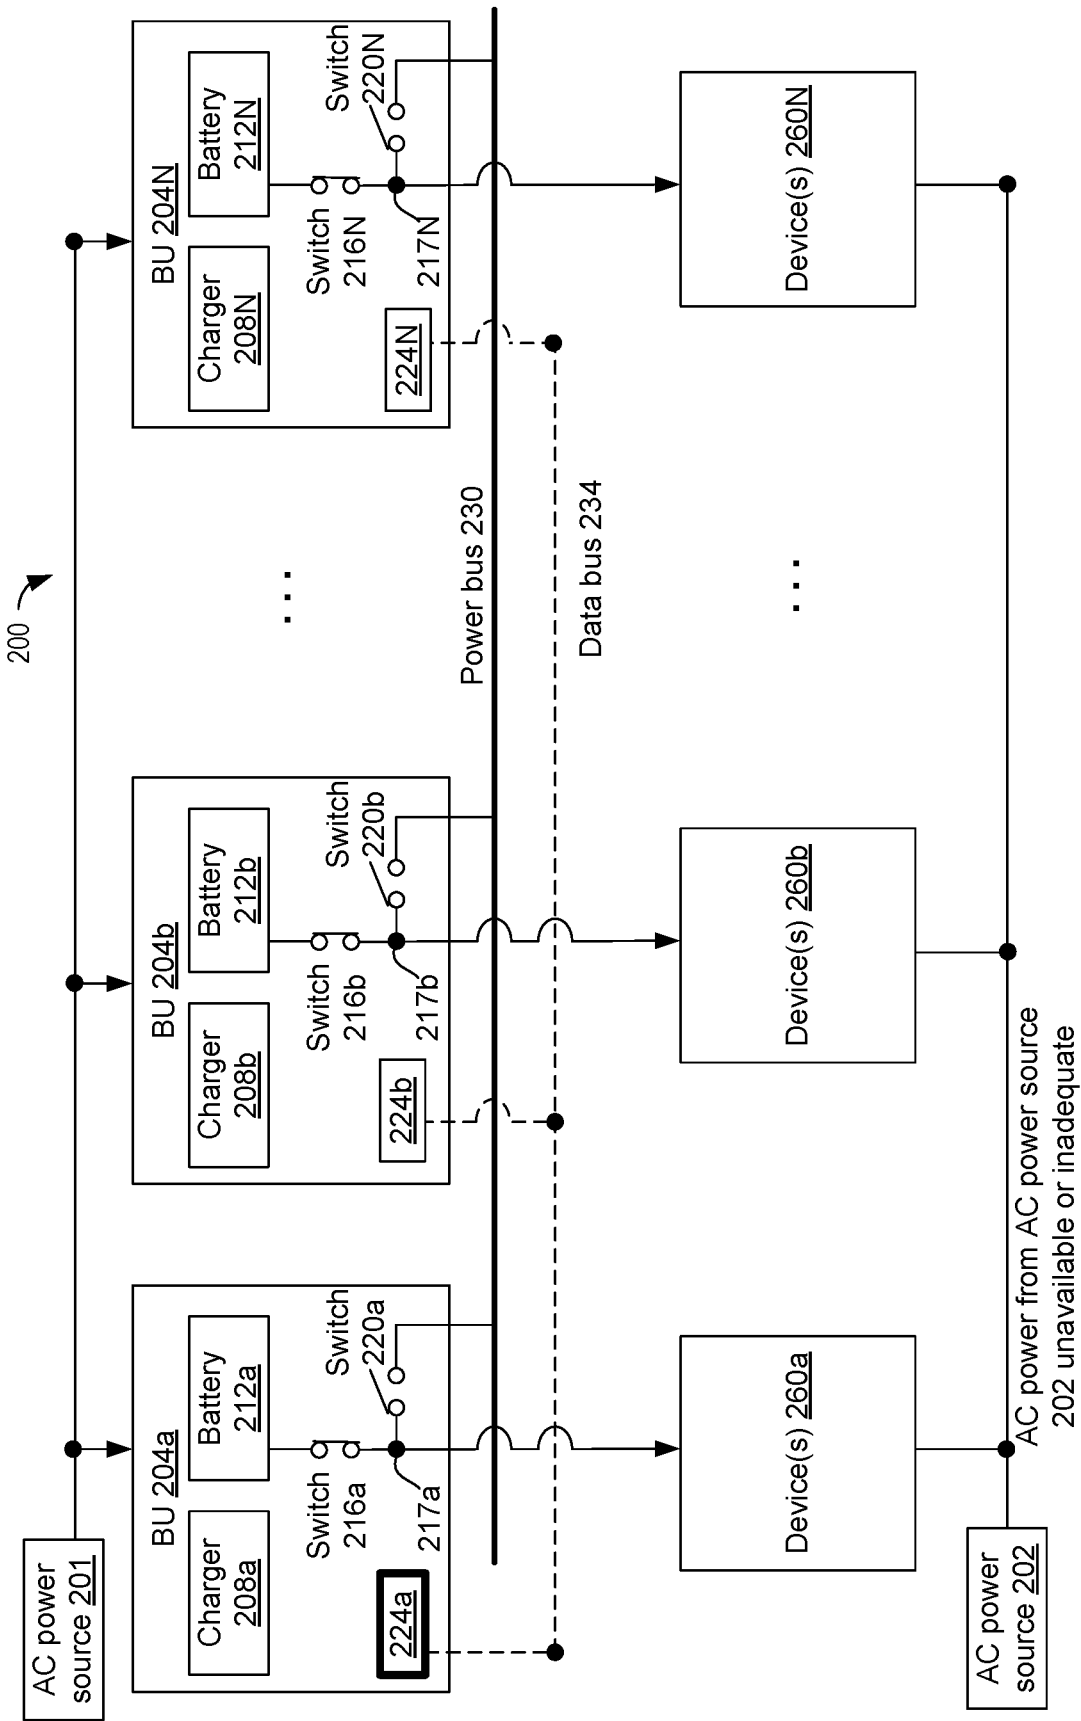 200
AC power
source 201
BU 204a
Charger
208a
Battery
212a
Switch
216a
Switch
220a
217a
224a
BU 204b
Charger
208b
Battery
212b
Switch
216b
Switch
220b
217b
224b
. . .
BU 204N
Charger
208N
Battery
212N
Switch
216N
Switch
220N
217N
224N
Power bus 230
Data bus 234
Device(s) 260a
Device(s) 260b
. . .
Device(s) 260N
AC power
source 202
AC power from AC power source
202 unavailable or inadequate